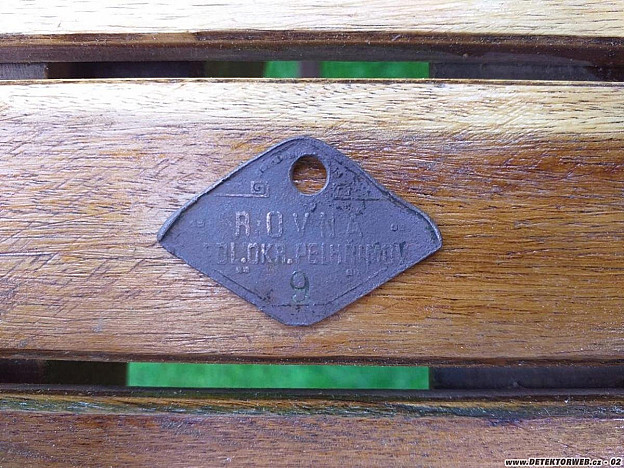 ROVNÁ
POL.OKR.PELHŘIMOV
9
www.DETEKTORWEB.cz - 02